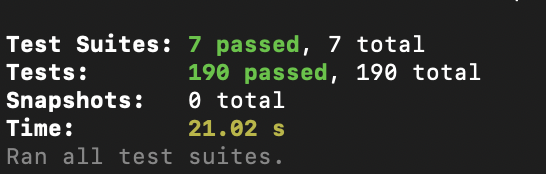 Test Suites: 7 passed, 7 total
Tests:       190 passed, 190 total
Snapshots:   0 total
Time:        21.02 s
Ran all test suites.